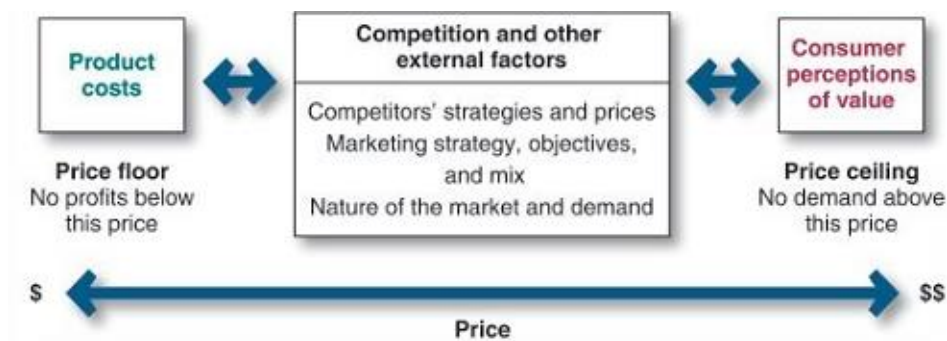 Product
costs
Price floor
No profits below
this price
Competition and other
external factors
Competitors' strategies and prices
Marketing strategy, objectives,
and mix
Nature of the market and demand
Consumer
perceptions
of value
Price ceiling
No demand above
this price
$
$$
Price